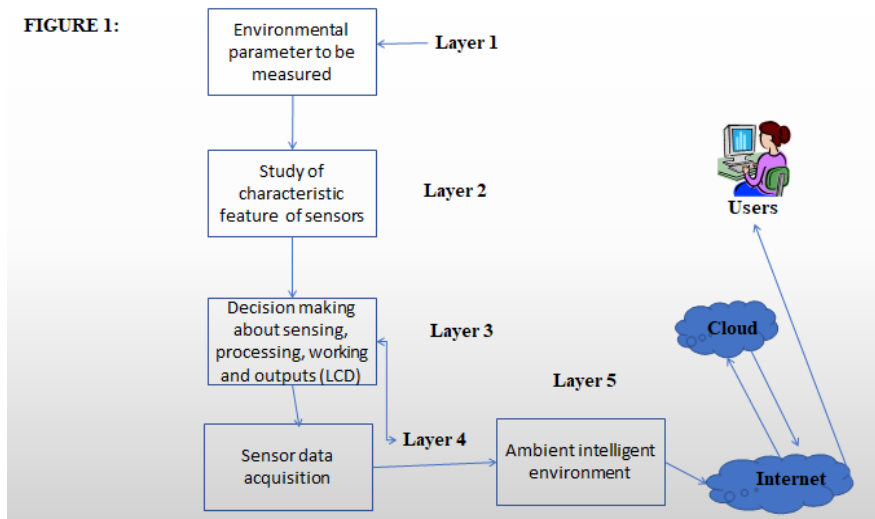 FIGURE 1:
Environmental
parameter to be
measured
Layer 1
Study of
characteristic
feature of sensors
Layer 2
Users
Decision making
about sensing,
processing, working
and outputs (LCD)
Layer 3
Cloud
Layer 5
Sensor data
acquisition
Layer 4
Ambient intelligent
environment
Internet